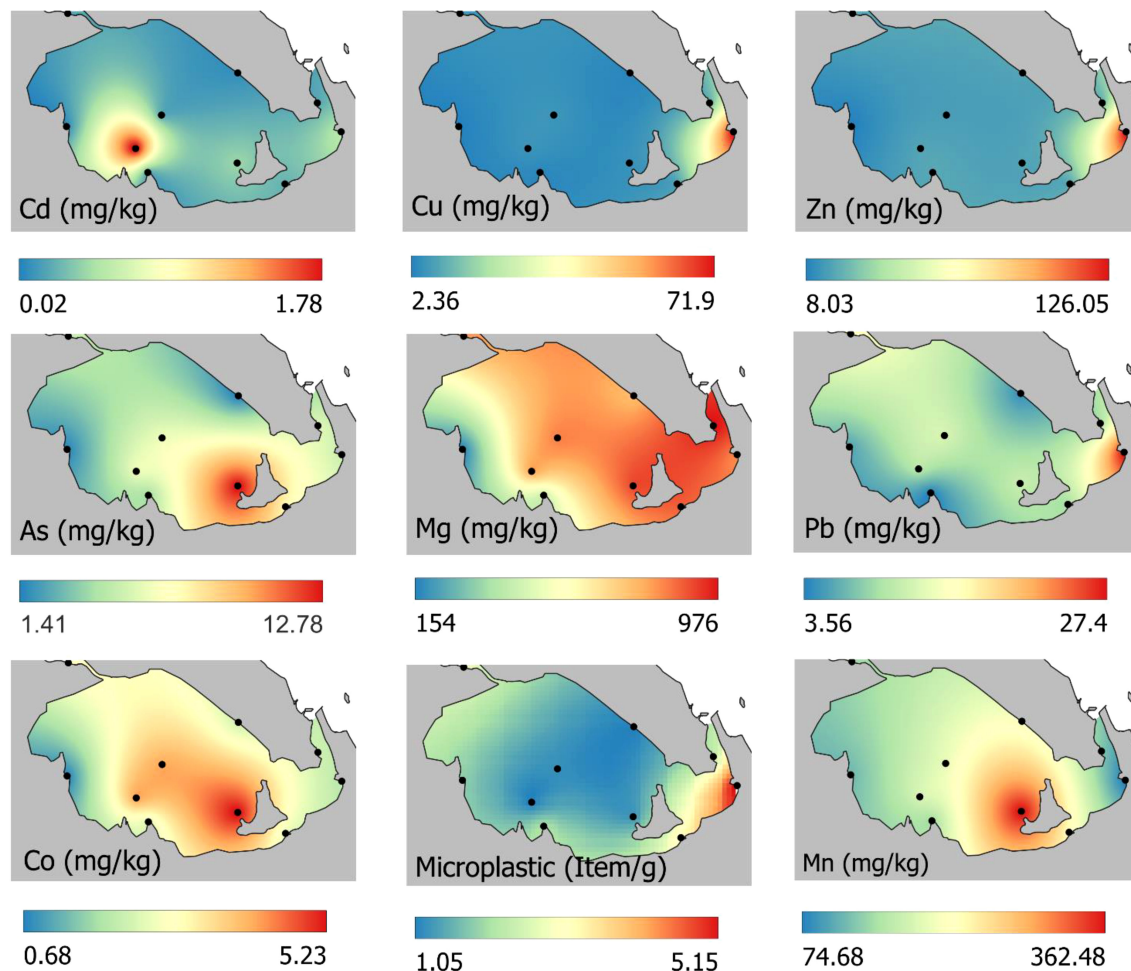 Cd (mg/kg)
Cu (mg/kg)
Zn (mg/kg)
0.02 1.78
2.36 71.9
8.03 126.05
As (mg/kg)
Mg (mg/kg)
Pb (mg/kg)
1.41 12.78
154 976
3.56 27.4
Co (mg/kg)
Microplastic (Item/g)
Mn (mg/kg)
0.68 5.23
1.05 5.15
74.68 362.48